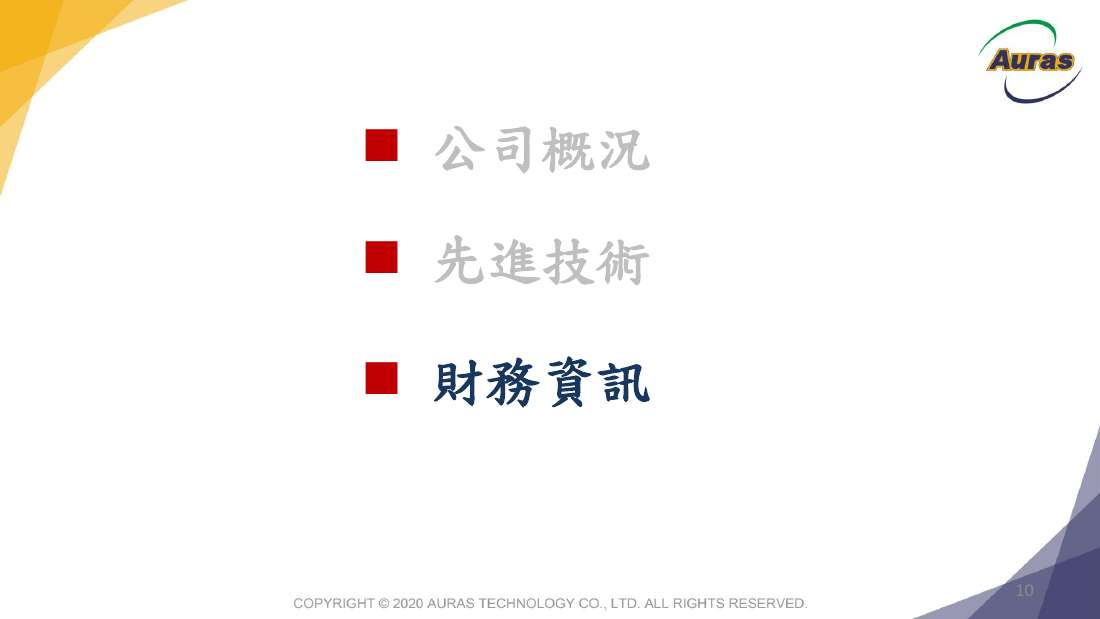 Auras
公司概況
先進技術
財務資訊
COPYRIGHT © 2020 AURAS TECHNOLOGY CO., LTD. ALL RIGHTS RESERVED.
10